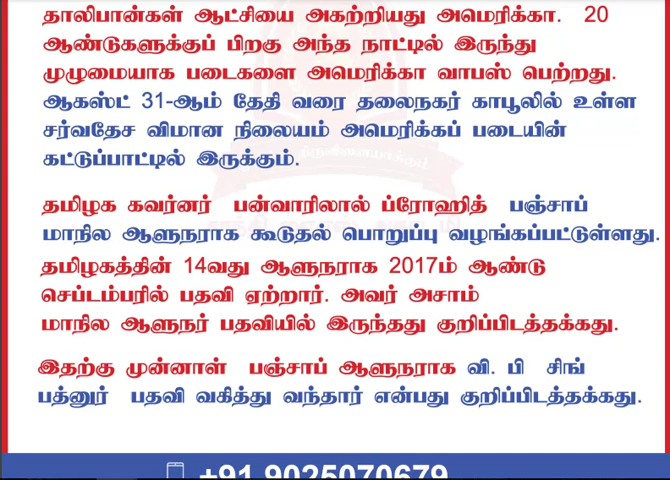 தாலிபான்கள் ஆட்சியை அகற்றியது அமெரிக்கா. 20
ஆண்டுகளுக்குப் பிறகு அந்த நாட்டில் இருந்து
முழுமையாக படைகளை அமெரிக்கா வாபஸ் பெற்றது.
ஆகஸ்ட் 31-ஆம் தேதி வரை தலைநகர் காபூலில் உள்ள
சர்வதேச விமான நிலையம் அமெரிக்கப் படையின்
கட்டுப்பாட்டில் இருக்கும்.
தமிழக கவர்னர் பன்வாரிலால் ப்ரோஹித் பஞ்சாப்
மாநில ஆளுநராக கூடுதல் பொறுப்பு வழங்கப்பட்டுள்ளது.
தமிழகத்தின் 14வது ஆளுநராக 2017ம் ஆண்டு
செப்டம்பரில் பதவி ஏற்றார். அவர் அசாம்
மாநில ஆளுநர் பதவியில் இருந்தது குறிப்பிடத்தக்கது.
இதற்கு முன்னாள் பஞ்சாப் ஆளுநராக வி. பி சிங்
பத்னூர் பதவி வகித்து வந்தார் என்பது குறிப்பிடத்தக்கது.
+91 9025070679